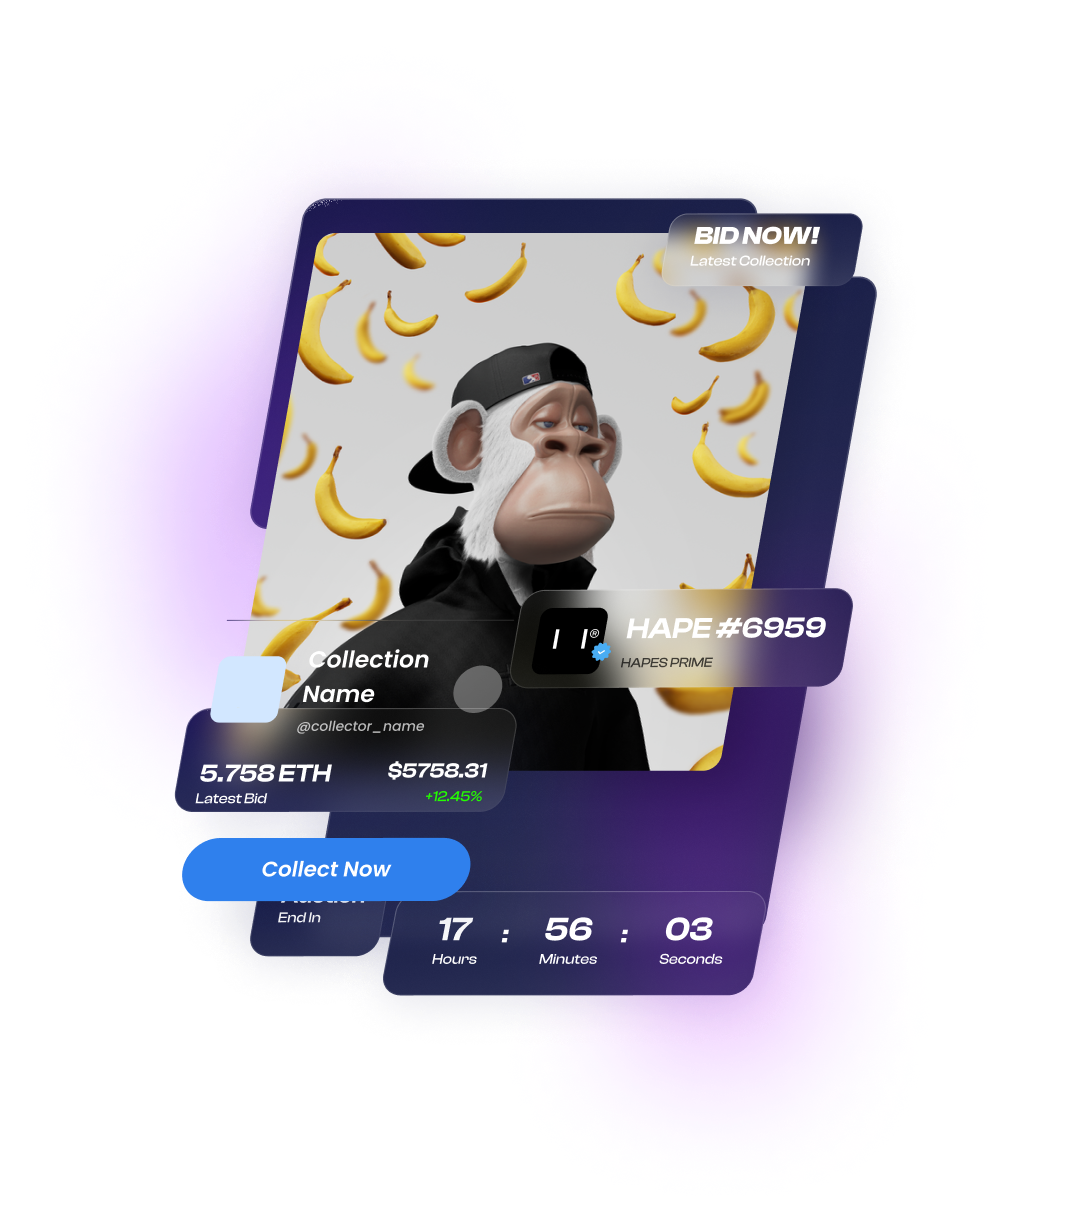 BID NOW!
Latest Collection
HAPE #6959
HAPES PRIME
Collection
Name
@collector_name
5.758 ETH
$5758.31
Latest Bid
+12.45%
Collect Now
End In
17 : 56 : 03
Hours
Minutes
Seconds